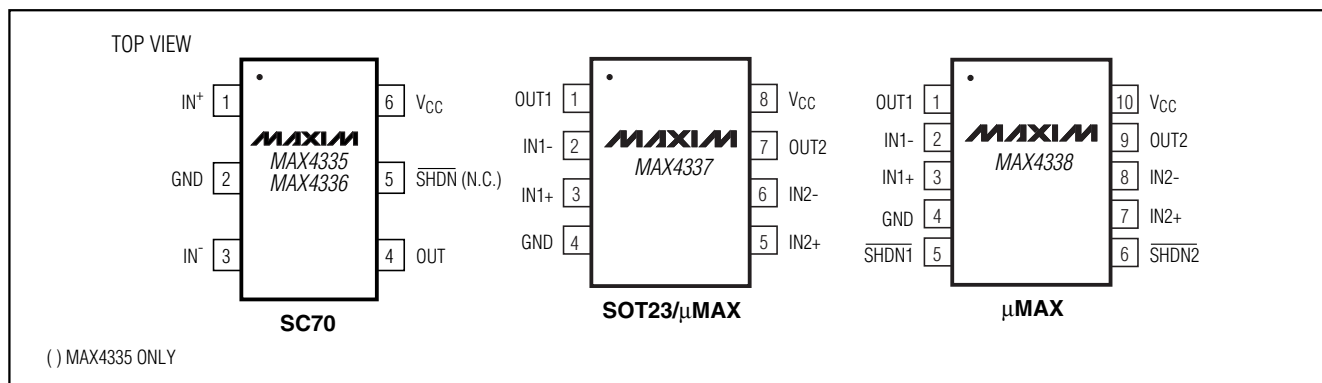 TOP VIEW
IN+ 1
GND 2
IN- 3
6 VCC
5 SHDN (N.C.)
4 OUT
MAXIM
MAX4335
MAX4336
SC70
OUT1 1
IN1- 2
IN1+ 3
GND 4
8 VCC
7 OUT2
6 IN2-
5 IN2+
MAXIM
MAX4337
SOT23/µMAX
OUT1 1
IN1- 2
IN1+ 3
GND 4
SHDN1 5
10 VCC
9 OUT2
8 IN2-
7 IN2+
6 SHDN2
MAXIM
MAX4338
µMAX
( ) MAX4335 ONLY